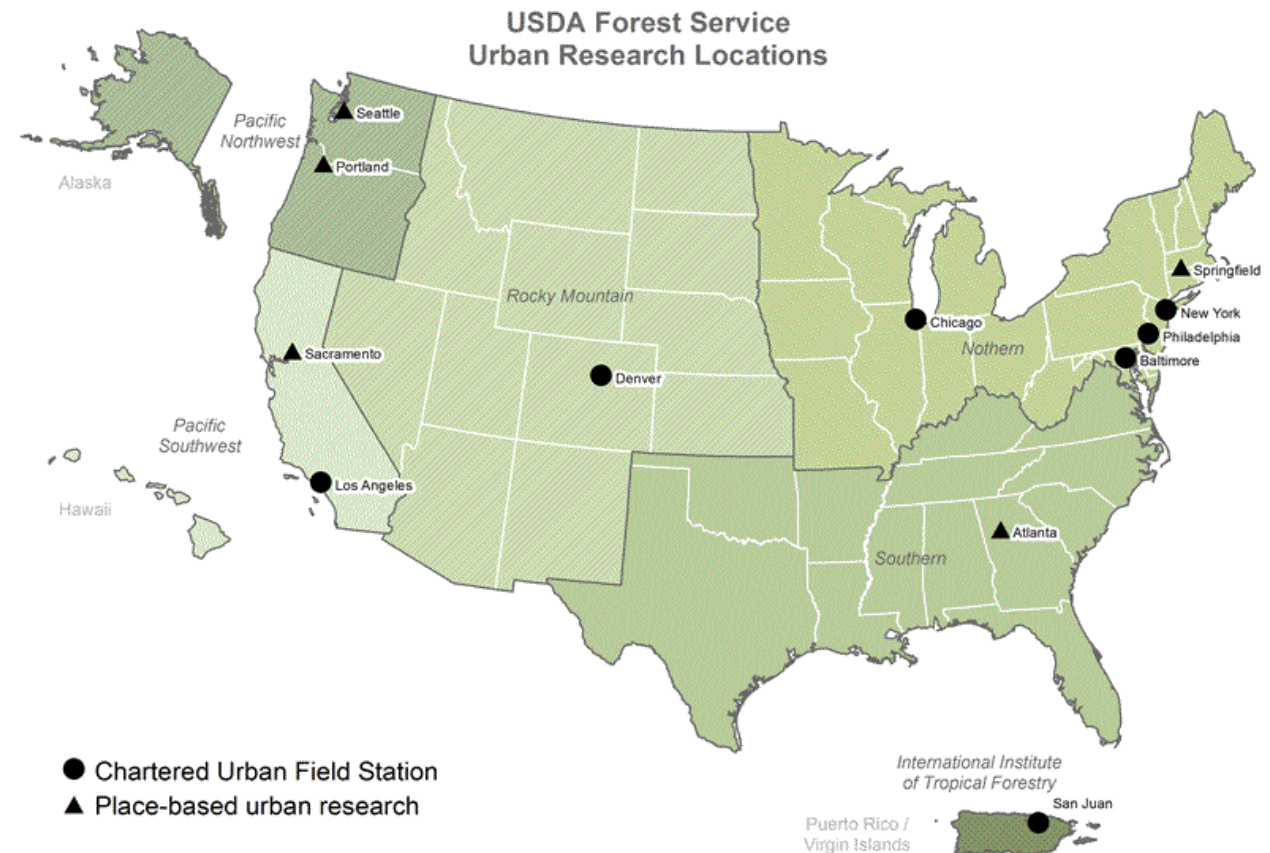 USDA Forest Service
Urban Research Locations
Pacific
Northwest
Seattle
Portland
Alaska
Rocky Mountain
Springfield
New York
Chicago
Philadelphia
Nothern
Baltimore
Sacramento
Denver
Pacific
Southwest
Los Angeles
Hawaii
Atlanta
Southern
Chartered Urban Field Station
Place-based urban research
International Institute
of Tropical Forestry
San Juan
Puerto Rico /
Virgin Islands